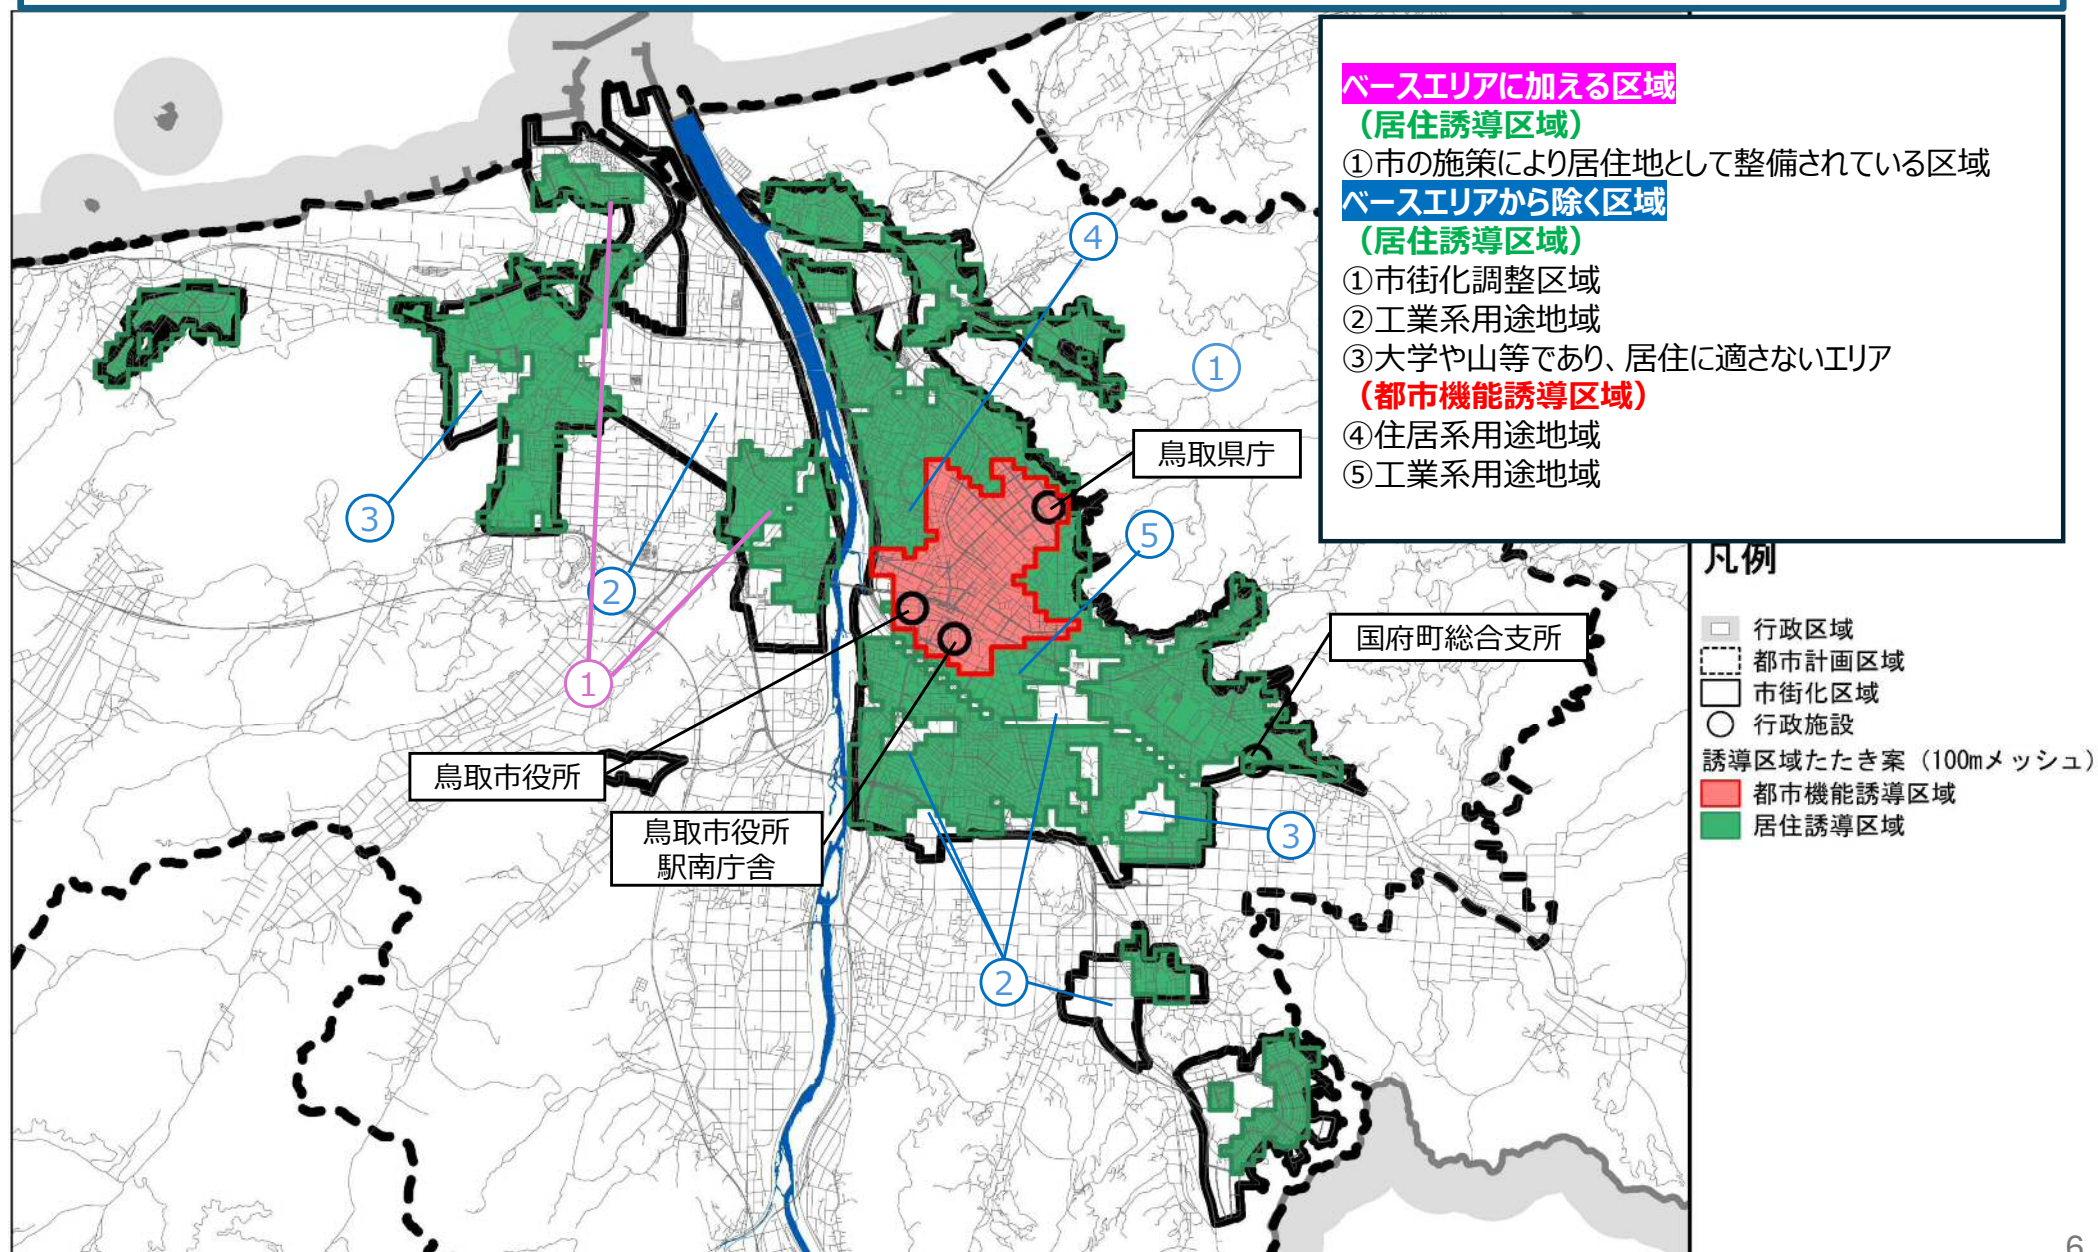 ベースエリアに加える区域
（居住誘導区域）
①市の施策により居住地として整備されている区域
ベースエリアから除く区域
（居住誘導区域）
①市街化調整区域
②工業系用途地域
③大学や山等であり、居住に適さないエリア
（都市機能誘導区域）
④住居系用途地域
⑤工業系用途地域
④
①
鳥取県庁
③
⑤
②
国府町総合支所
①
鳥取市役所
鳥取市役所
駅南庁舎
③
②
凡例
行政区域
都市計画区域
市街化区域
行政施設
誘導区域たたき案（100mメッシュ）
都市機能誘導区域
居住誘導区域
6